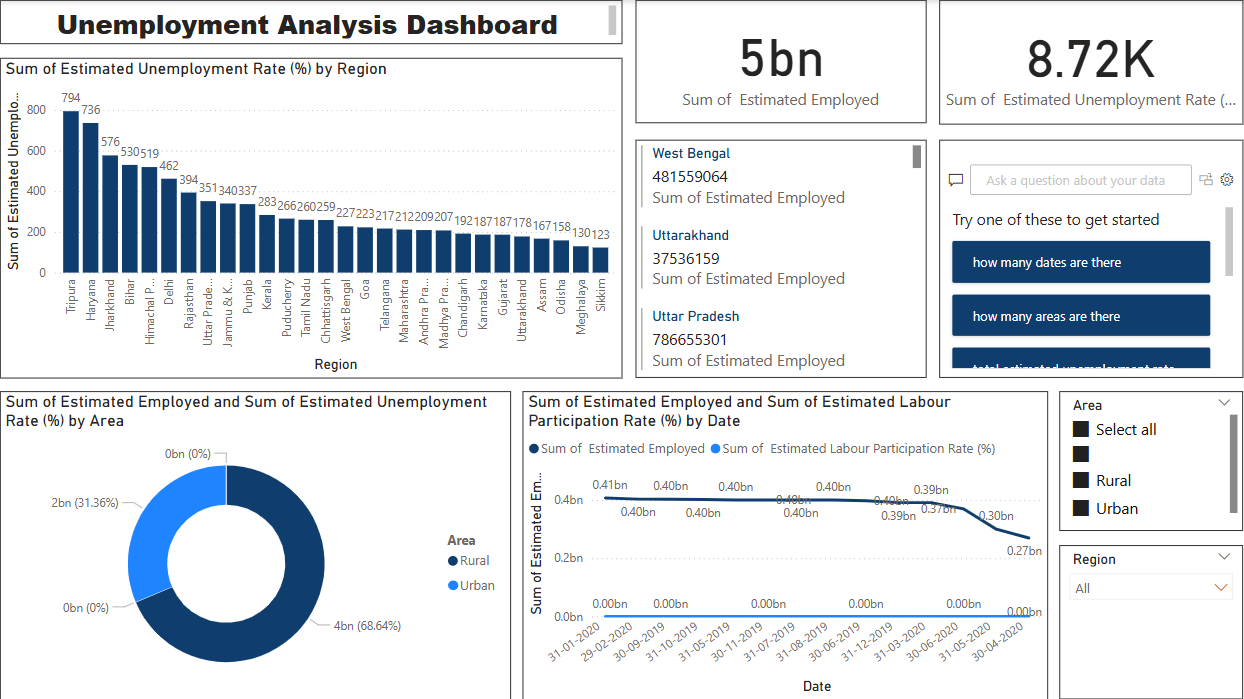 Unemployment Analysis Dashboard
5bn
Sum of Estimated Employed
8.72K
Sum of Estimated Unemployment Rate (...
Sum of Estimated Unemployment Rate (%) by Region
Sum of Estimated Unemplo...
800
600
400
200
0
794
736
576
530
519
462
394
351
340
337
283
266
260
259
227
223
217
212
209
207
192
187
187
178
167
158
130
123
Tripura
Haryana
Jharkhand
Bihar
Himachal P...
Delhi
Rajasthan
Uttar Prade...
Jammu & K...
Punjab
Kerala
Puducherry
Tamil Nadu
Chhattisgarh
West Bengal
Goa
Telangana
Maharashtra
Andhra Pra...
Madhya Pra...
Chandigarh
Karnataka
Gujarat
Uttarakhand
Assam
Odisha
Meghalaya
Sikkim
Region
West Bengal
481559064
Sum of Estimated Employed
Uttarakhand
37536159
Sum of Estimated Employed
Uttar Pradesh
786655301
Sum of Estimated Employed
Ask a question about your data
Try one of these to get started
how many dates are there
how many areas are there
total estimated unemployment rate
Sum of Estimated Employed and Sum of Estimated Unemployment
Rate (%) by Area
0bn (0%)
2bn (31.36%)
0bn (0%)
4bn (68.64%)
Area
Rural
Urban
Sum of Estimated Employed and Sum of Estimated Labour
Participation Rate (%) by Date
Sum of Estimated Employed
Sum of Estimated Labour Participation Rate (%)
Sum of Estimated Em...
0.4bn
0.2bn
0.0bn
0.41bn
0.40bn
0.40bn
0.40bn
0.40bn
0.40bn
0.40bn
0.40bn
0.40bn
0.39bn
0.39bn
0.37bn
0.30bn
0.27bn
0.00bn
0.00bn
0.00bn
0.00bn
0.00bn
0.00bn
31-01-2020
29-02-2020
30-09-2019
31-10-2019
31-05-2019
30-11-2019
31-07-2019
31-08-2019
30-06-2019
31-12-2019
31-03-2020
30-06-2020
31-05-2020
30-04-2020
Date
Area
Select all
Rural
Urban
Region
All